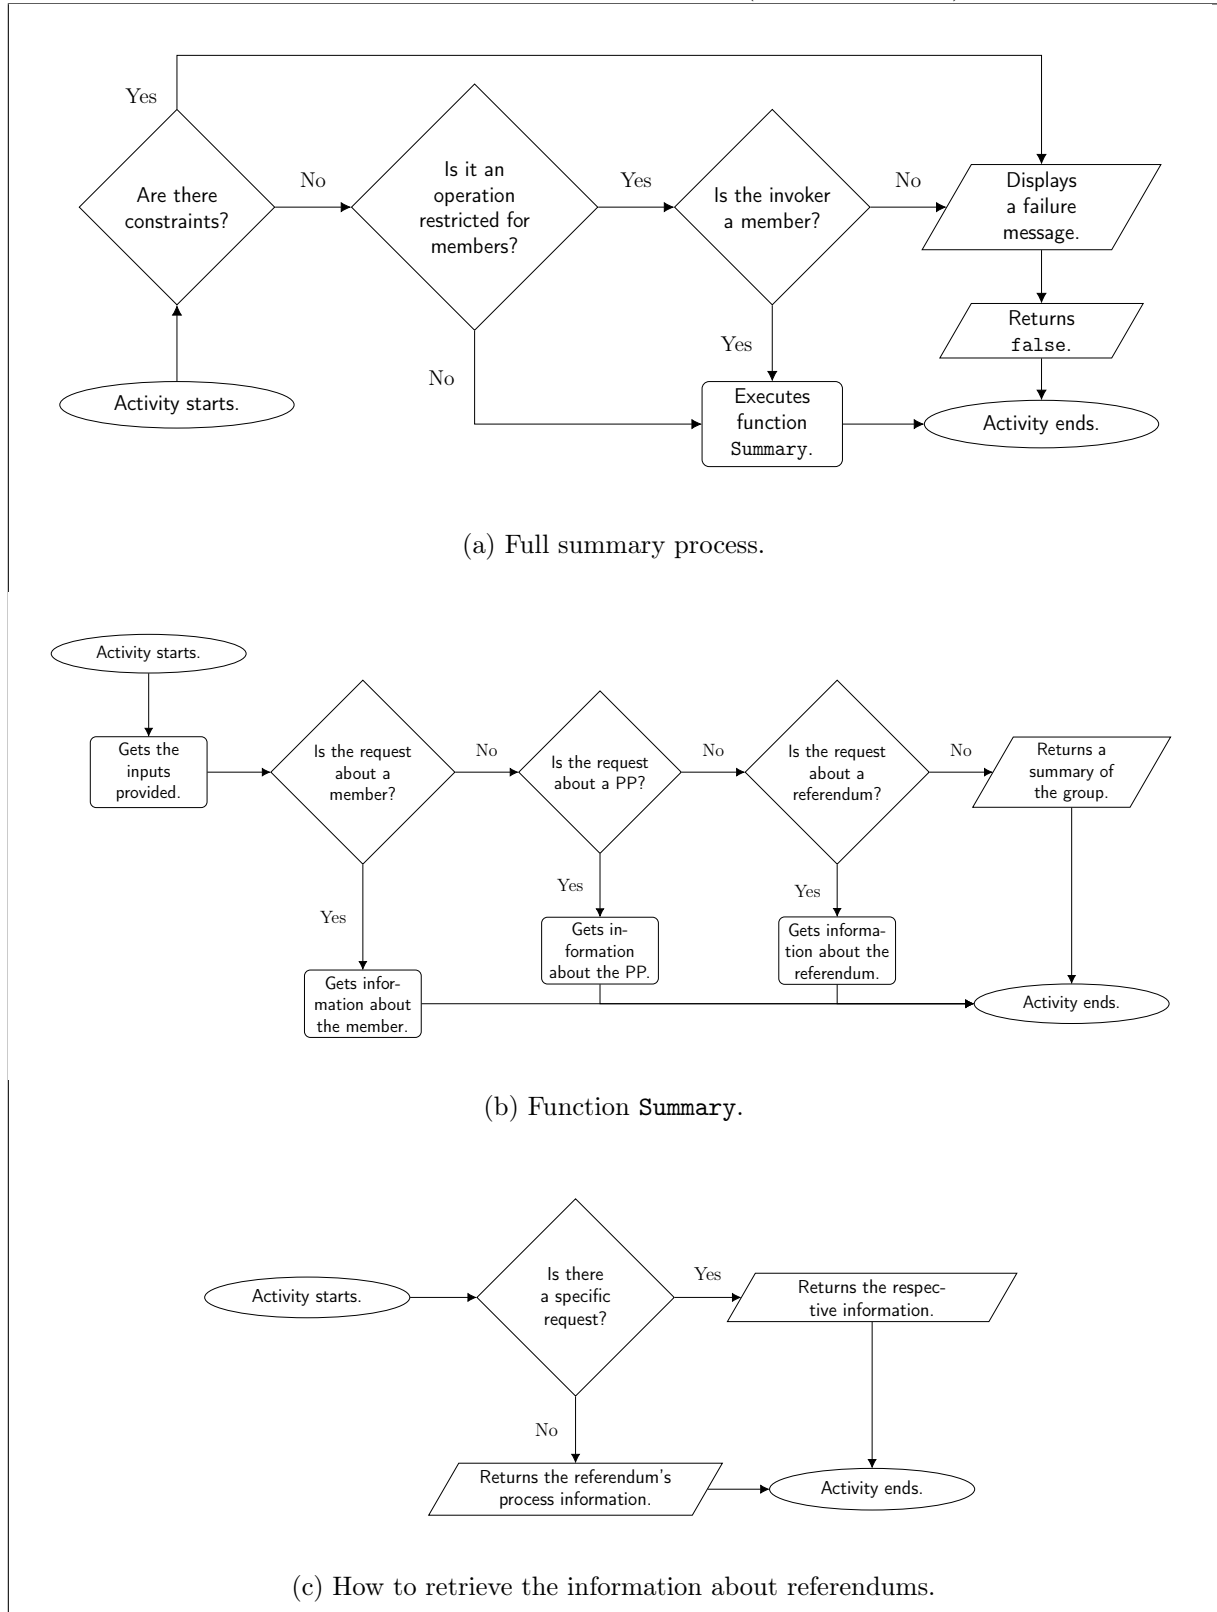 Yes
Are there
constraints?
No
Is it an
operation
restricted for
members?
Yes
Is the invoker
a member?
No
Displays
a failure
message.
Returns
false.
Yes
No
Activity starts.
Executes
function
Summary.
Activity ends.
(a) Full summary process.
Activity starts.
Gets the
inputs
provided.
Is the request
about a
member?
No
Is the request
about a PP?
No
Is the request
about a
referendum?
No
Returns a
summary of
the group.
Yes
Yes
Yes
Gets infor-
mation about
the member.
Gets in-
formation
about the PP.
Gets informa-
tion about the
referendum.
Activity ends.
(b) Function Summary.
Activity starts.
Is there
a specific
request?
Yes
Returns the respec-
tive information.
No
Returns the referendum's
process information.
Activity ends.
(c) How to retrieve the information about referendums.